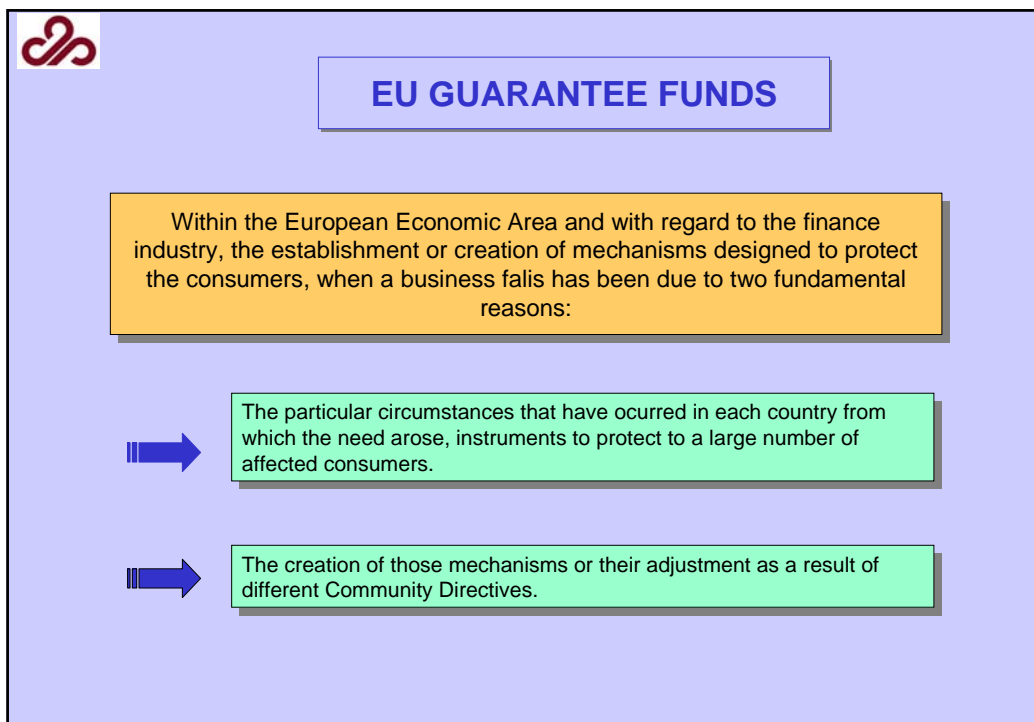 EU GUARANTEE FUNDS
Within the European Economic Area and with regard to the finance
industry, the establishment or creation of mechanisms designed to protect
the consumers, when a business falis has been due to two fundamental
reasons:
The particular circumstances that have ocurred in each country from
which the need arose, instruments to protect to a large number of
affected consumers.
The creation of those mechanisms or their adjustment as a result of
different Community Directives.